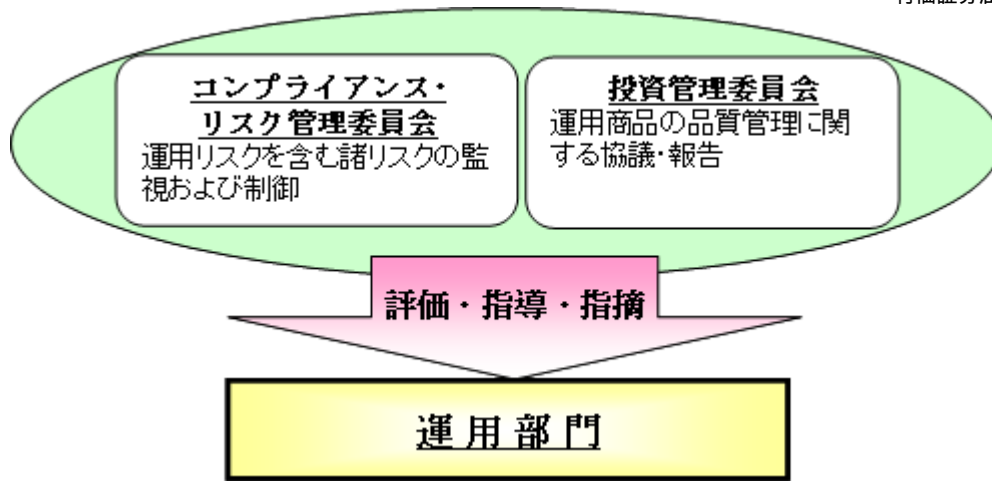 コンプライアンス・
リスク管理委員会
運用リスクを含む諸リスクの監
視および制御
投資管理委員会
運用商品の品質管理に関
する協議・報告
評価・指導・指摘
運用部門